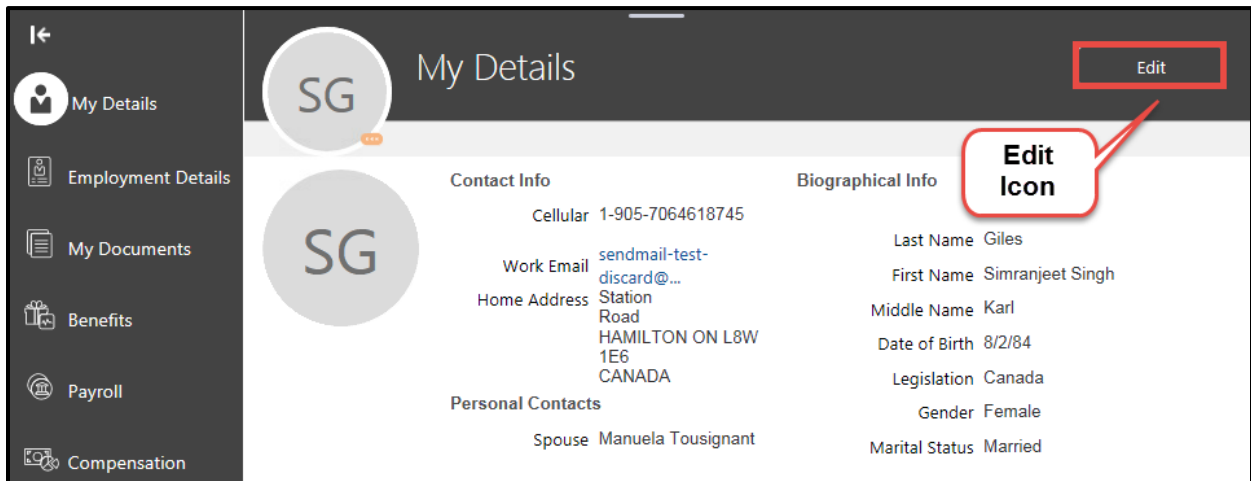 My Details
Employment Details
My Documents
Benefits
Payroll
Compensation
SG
My Details
Edit
Edit
Icon
SG
Contact Info
Cellular 1-905-7064618745
Work Email sendmail-test-
discard@...
Home Address Station
Road
HAMILTON ON L8W
1E6
CANADA
Personal Contacts
Spouse Manuela Tousignant
Biographical Info
Last Name Giles
First Name Simranjeet Singh
Middle Name Karl
Date of Birth 8/2/84
Legislation Canada
Gender Female
Marital Status Married